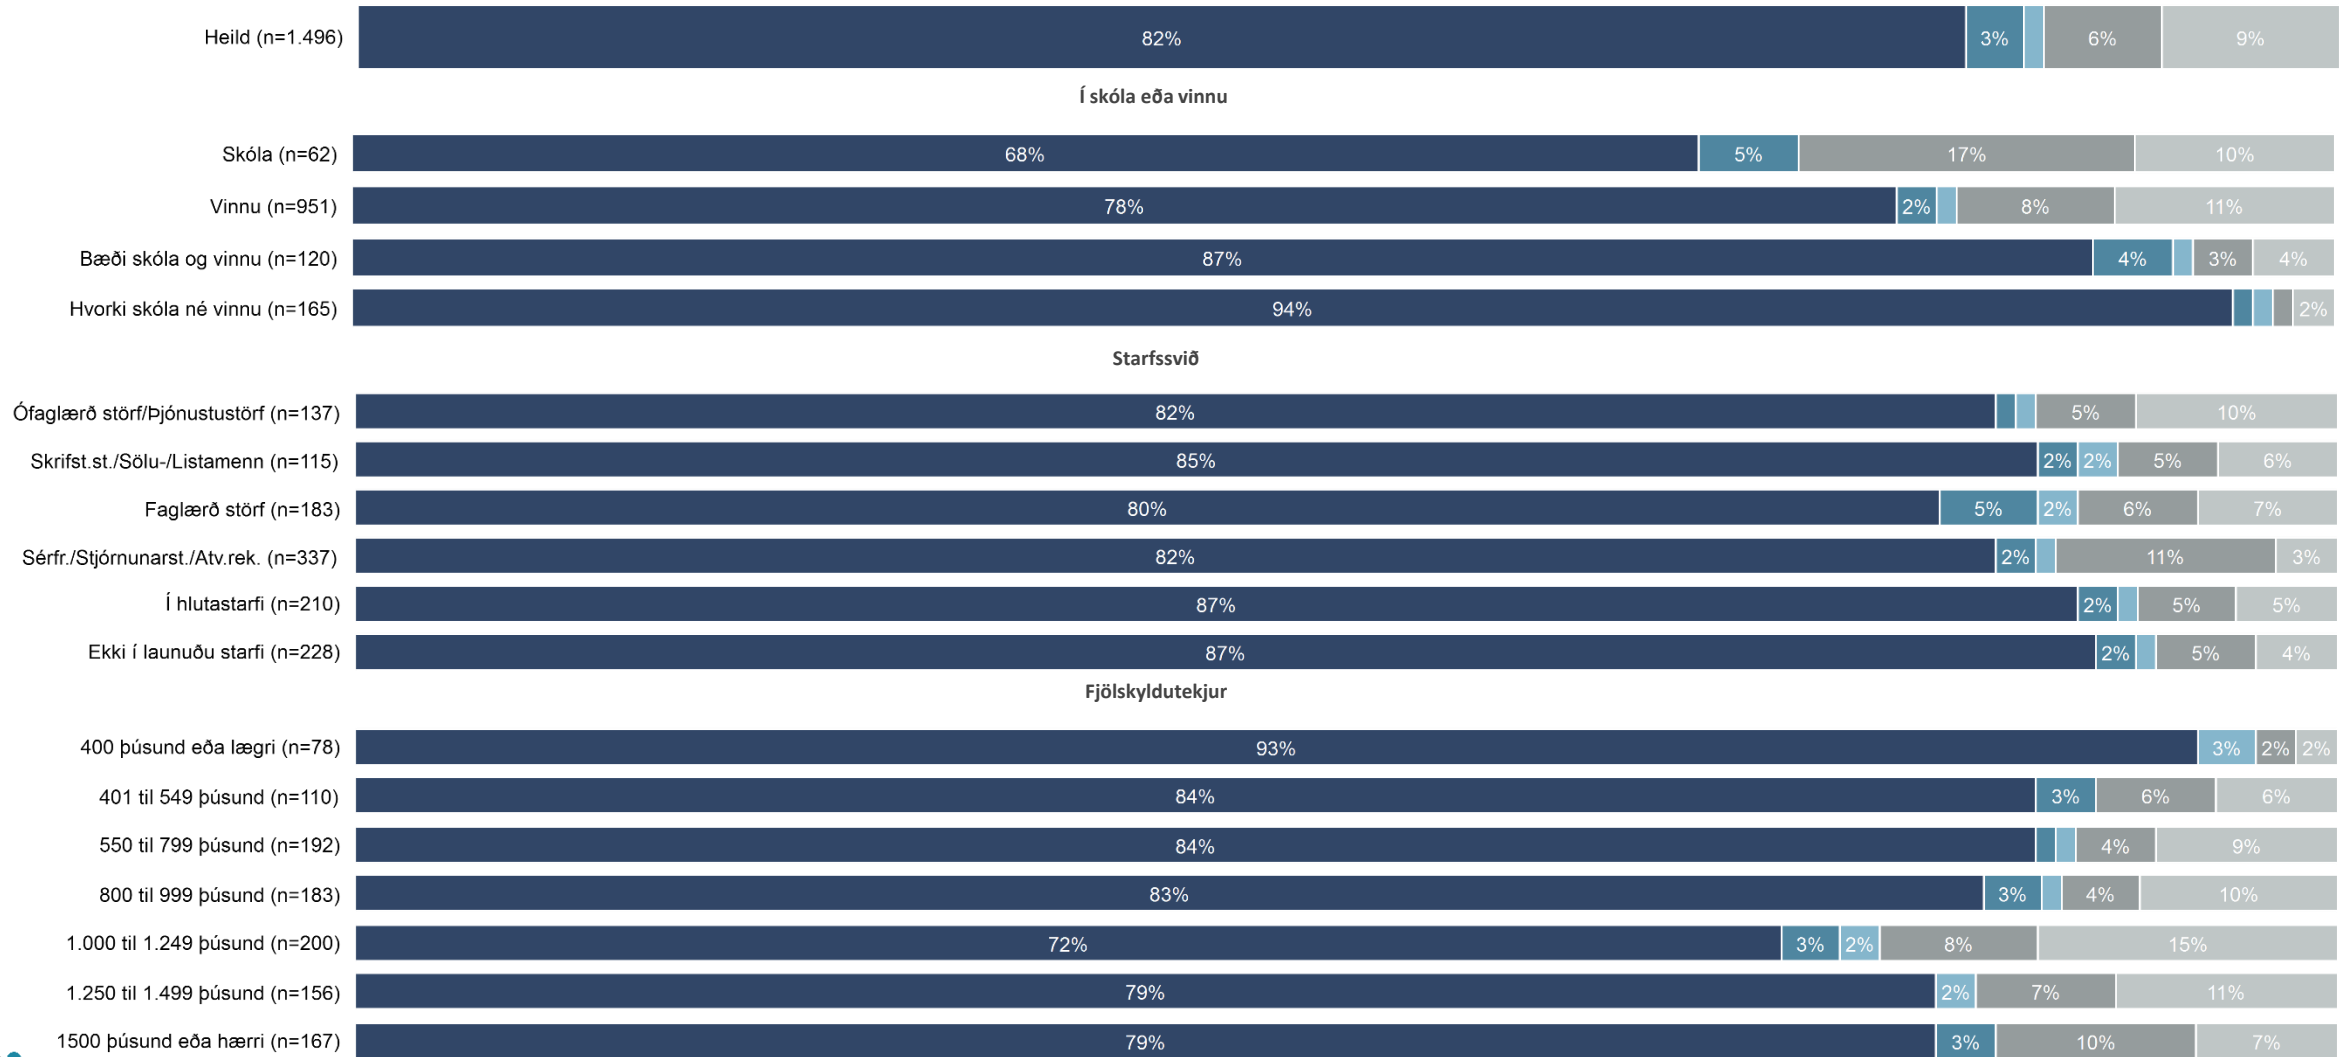 Heild (n=1.496) 82% 3% 6% 9%
Í skóla eða vinnu
Skóla (n=62) 68% 5% 17% 10%
Vinnu (n=951) 78% 2% 8% 11%
Bæði skóla og vinnu (n=120) 87% 4% 3% 4%
Hvorki skóla né vinnu (n=165) 94% 2%
Starfssvið
Ófaglærð störf/Þjónustustörf (n=137) 82% 5% 10%
Skrifst.st./Sölu-/Listamenn (n=115) 85% 2% 2% 5% 6%
Faglærð störf (n=183) 80% 5% 2% 6% 7%
Sérfr./Stjórnunarst./Atv.rek. (n=337) 82% 2% 11% 3%
Í hlutastarfi (n=210) 87% 2% 5% 5%
Ekki í launuðu starfi (n=228) 87% 2% 5% 4%
Fjölskyldutekjur
400 þúsund eða lægri (n=78) 93% 3% 2% 2%
401 til 549 þúsund (n=110) 84% 3% 6% 6%
550 til 799 þúsund (n=192) 84% 4% 9%
800 til 999 þúsund (n=183) 83% 3% 4% 10%
1.000 til 1.249 þúsund (n=200) 72% 3% 2% 8% 15%
1.250 til 1.499 þúsund (n=156) 79% 2% 7% 11%
1500 þúsund eða hærri (n=167) 79% 3% 10% 7%